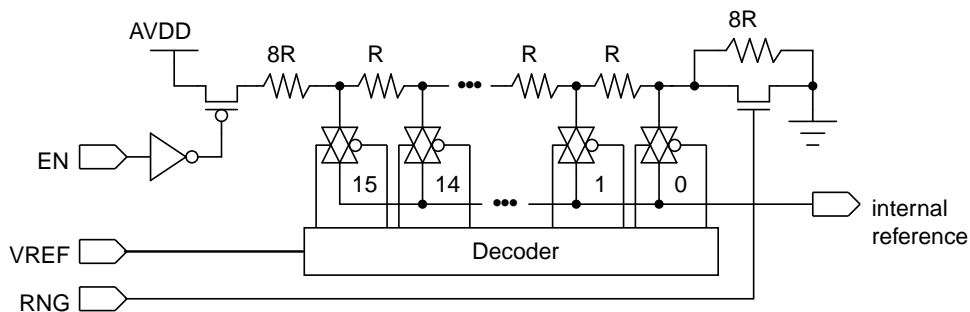 AVDD
8R
R
R
R
8R
EN
15
14
1
0
internal
reference
VREF
Decoder
RNG